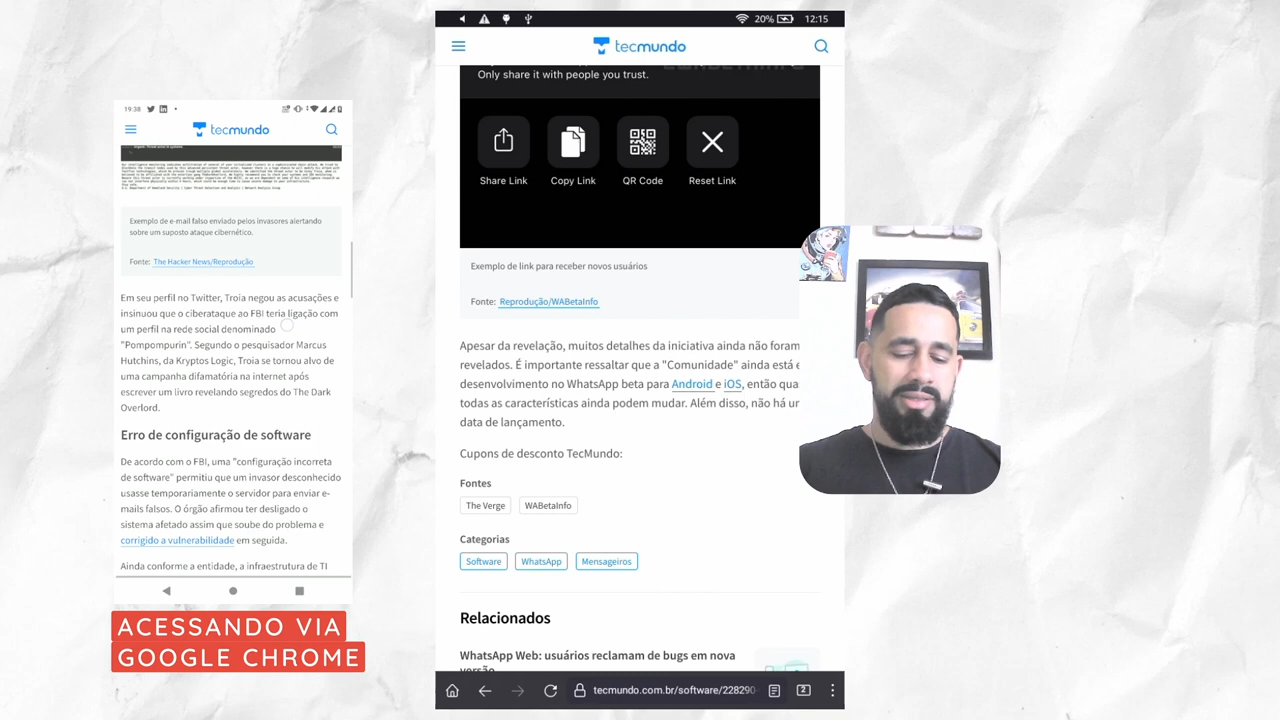 19:38
tecmundo
Exemplo de e-mail falso enviado pelos invasores alertando
sobre um suposto ataque cibernético.
Fonte: The Hacker News/Reprodução
Em seu perfil no Twitter, Troia negou as acusações e
insinuou que o ciberataque ao FBI teria ligação com
um perfil na rede social denominado
"Pompompurin". Segundo o pesquisador Marcus
Hutchins, da Kryptos Logic, Troia se tornou alvo de
uma campanha difamatória na internet após
escrever um livro revelando segredos do The Dark
Overlord.
Erro de configuração de software
De acordo com o FBI, uma "configuração incorreta
de software" permitiu que um invasor desconhecido
usasse temporariamente o servidor para enviar e-
mails falsos. O órgão afirmou ter desligado o
sistema afetado assim que soube do problema e
corrigido a vulnerabilidade em seguida.
Ainda conforme a entidade, a infraestrutura de TI
ACESSANDO VIA
GOOGLE CHROME
20% 12:15
tecmundo
Only share it with people you trust.
Share Link Copy Link QR Code Reset Link
Exemplo de link para receber novos usuários
Fonte: Reprodução/WABetaInfo
Apesar da revelação, muitos detalhes da iniciativa ainda não foram
revelados. É importante ressaltar que a "Comunidade" ainda está e
desenvolvimento no WhatsApp beta para Android e iOS, então qua
todas as características ainda podem mudar. Além disso, não há
data de lançamento.
Cupons de desconto TecMundo:
Fontes
The Verge WABetaInfo
Categorias
Software WhatsApp Mensageiros
Relacionados
WhatsApp Web: usuários reclamam de bugs em nova
versão
tecmundo.com.br/software/228290 2